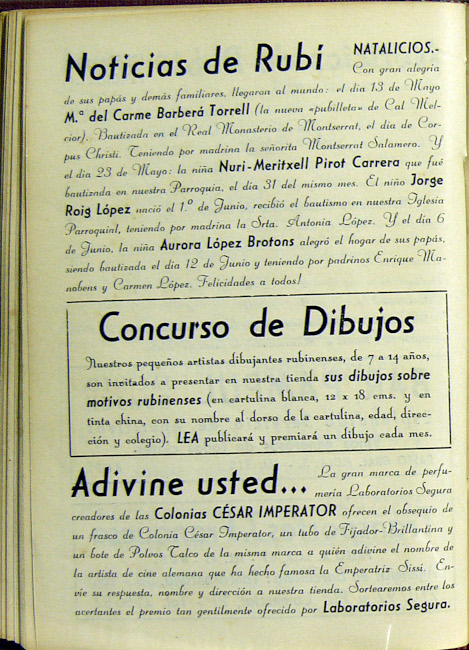 Noticias de Rubí NATALICIOS.-
Con gran alegría
de sus papás y demás familiares, llegaron al mundo: el día 13 de Mayo
M.ª del Carme Barberá Torrell (la nueva «pubilleta» de Cal Mel-
cior). Bautizada en el Real Monasterio de Montserrat, el día de Cor-
pus Christi. Teniendo por madrina la señorita Montserrat Salamero. Y
el día 23 de Mayo: la niña Nuri-Meritxell Pirot Carrera que fué
bautizada en nuestra Parroquia, el día 31 del mismo mes. El niño Jorge
Roig López nació el 1.º de Junio, recibió el bautismo en nuestra Iglesia
Parroquial, teniendo por madrina la Srta. Antonia López. Y el día 6
de Junio, la niña Aurora López Brotons alegró el hogar de sus papás,
siendo bautizada el día 12 de Junio y teniendo por padrinos Enrique Ma-
nobens y Carmen López. Felicidades a todos!
Concurso de Dibujos
Nuestros pequeños artistas dibujantes rubinenses, de 7 a 14 años,
son invitados a presentar en nuestra tienda sus dibujos sobre
motivos rubinenses (en cartulina blanca, 12 x 18 cms. y en
tinta china, con su nombre al dorso de la cartulina, edad, direc-
ción y colegio). LEA publicará y premiará un dibujo cada mes.
Adivine usted... La gran marca de perfu-
mería Laboratorios Segura
creadores de las Colonias CÉSAR IMPERATOR ofrecen el obsequio de
un frasco de Colonia César Imperator, un tubo de Fijador-Brillantina y
un bote de Polvos Talco de la misma marca a quién adivine el nombre de
la artista de cine alemana que ha hecho famosa la Emperatriz Sissi. En-
víe su respuesta, nombre y dirección a nuestra tienda. Sortearemos entre los
acertantes el premio tan gentilmente ofrecido por Laboratorios Segura.